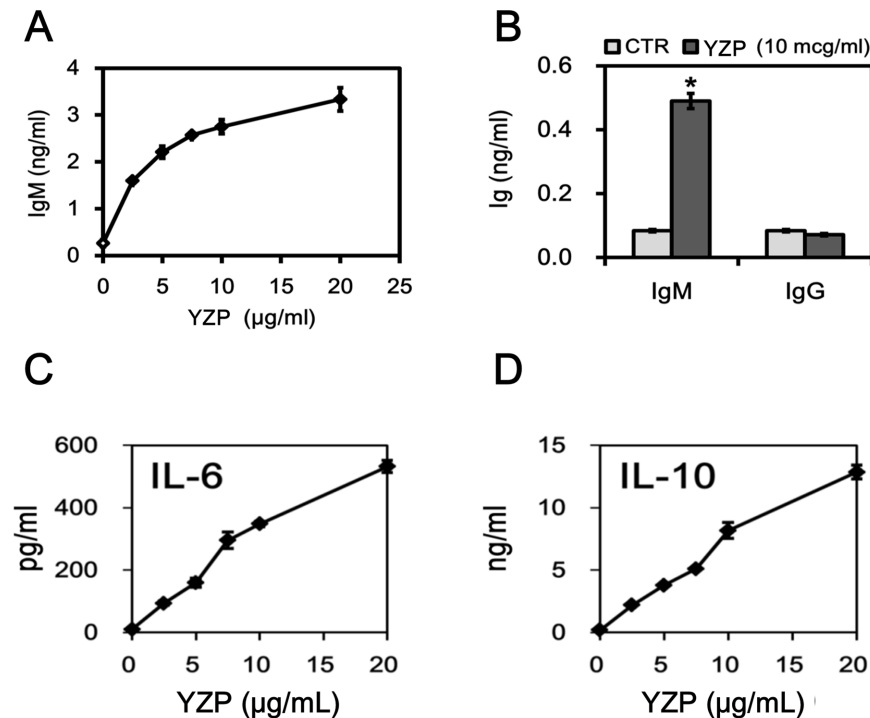 A
4
3
2
1
0
IgM (ng/ml)
0 5 10 15 20 25
YZP (µg/ml)
B
CTR YZP (10 mcg/ml)
0.6
0.4
0.2
0.0
Ig (ng/ml)
*
IgM IgG
C
600
400
200
0
pg/ml
IL-6
0 5 10 15 20
YZP (µg/mL)
D
15
10
5
0
ng/ml
IL-10
0 5 10 15 20
YZP (µg/mL)